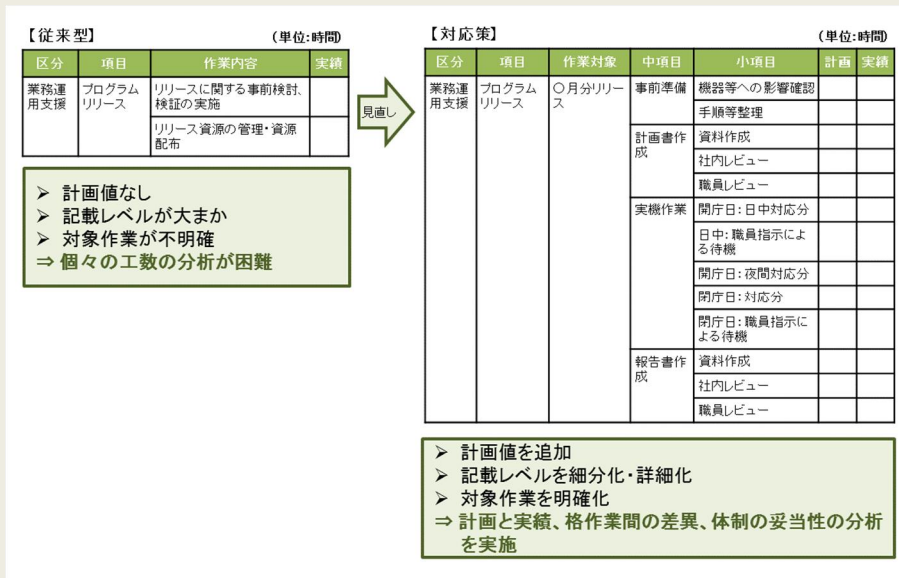 【従来型】
(単位:時間)
区分 項目 作業内容 実績
業務運用支援 プログラムリリース リリースに関する事前検討、検証の実施
リリース資源の管理・資源配布
見直し
➢ 計画値なし
➢ 記載レベルが大まか
➢ 対象作業が不明確
⇒ 個々の工数の分析が困難
【対応策】
(単位:時間)
区分 項目 作業対象 中項目 小項目 計画 実績
業務運用支援 プログラムリリース 〇月分リリース 事前準備 機器等への影響確認
手順等整理
計画書作成 資料作成
社内レビュー
職員レビュー
実機作業 開庁日:日中対応分
日中:職員指示による待機
開庁日:夜間対応分
閉庁日:対応分
閉庁日:職員指示による待機
報告書作成 資料作成
社内レビュー
職員レビュー
➢ 計画値を追加
➢ 記載レベルを細分化・詳細化
➢ 対象作業を明確化
⇒ 計画と実績、格作業間の差異、体制の妥当性の分析
を実施